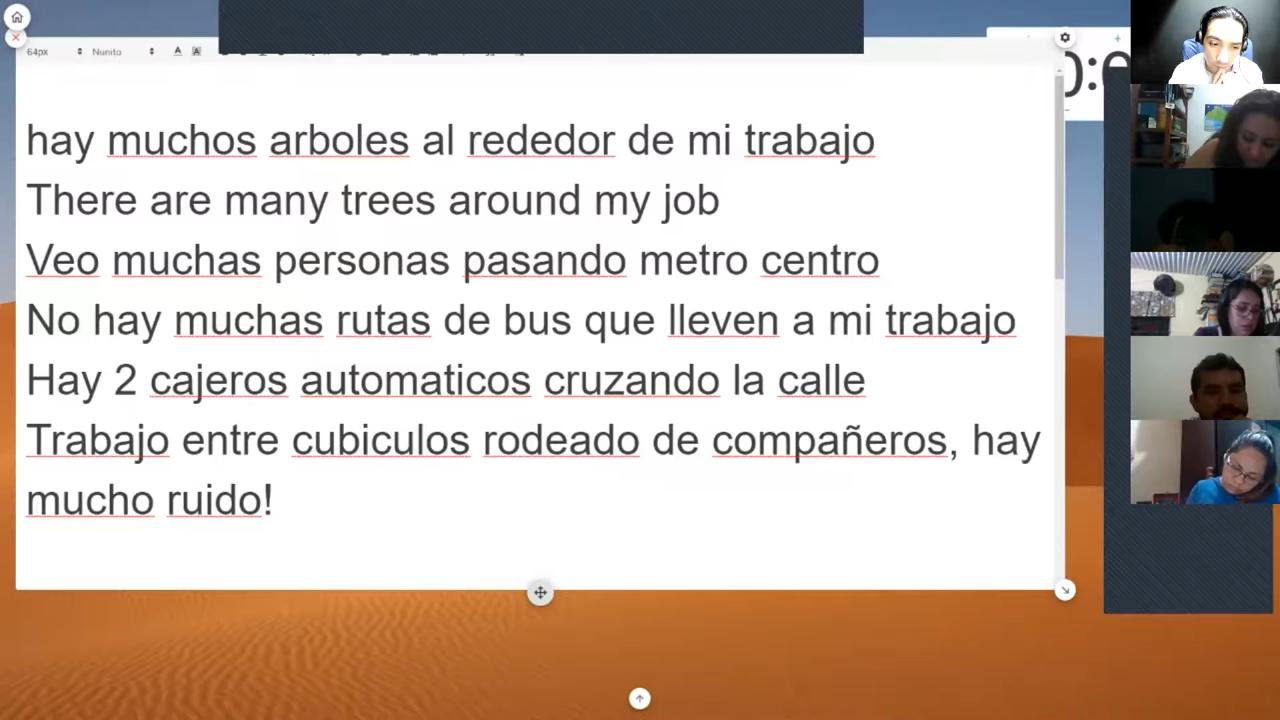 64px Nunito A A
hay muchos arboles al rededor de mi trabajo
There are many trees around my job
Veo muchas personas pasando metro centro
No hay muchas rutas de bus que lleven a mi trabajo
Hay 2 cajeros automaticos cruzando la calle
Trabajo entre cubiculos rodeado de compañeros, hay
mucho ruido!